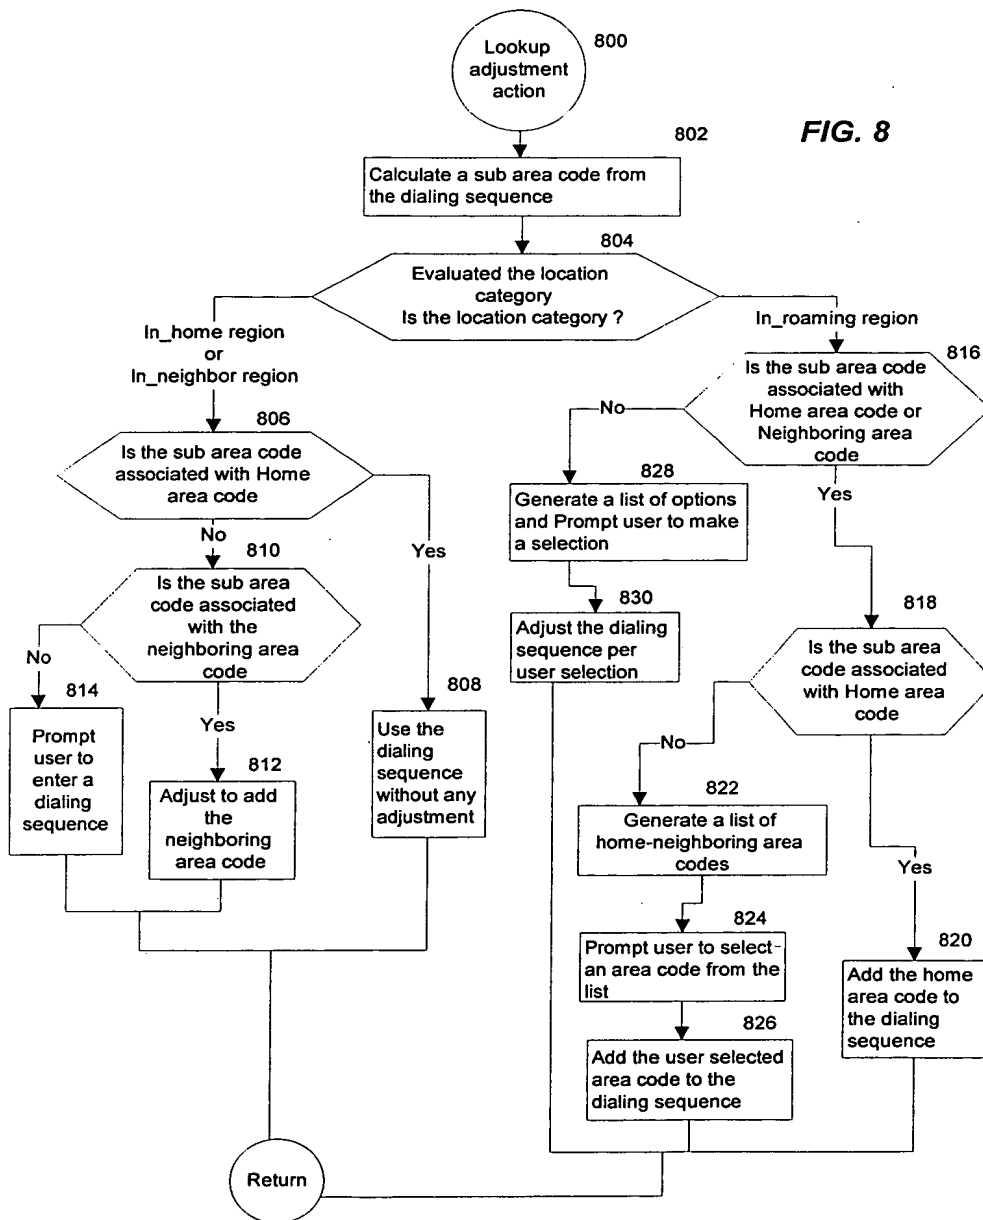 800
Lookup
adjustment
action
FIG. 8
802
Calculate a sub area code from
the dialing sequence
804
Evaluated the location
category
Is the location category ?
In_home region
or
In_neighbor region
In_roaming region
816
Is the sub area code
associated with
Home area code or
Neighboring area
code
806
Is the sub area code
associated with Home
area code
No
Yes
828
Generate a list of options
and Prompt user to make
a selection
Yes
No
810
Is the sub area
code associated
with the
neighboring area
code
830
Adjust the dialing
sequence per
user selection
818
Is the sub area
code associated
with Home area
code
No
814
Prompt
user to
enter a
dialing
sequence
Yes
812
Adjust to add
the
neighboring
area code
808
Use the
dialing
sequence
without any
adjustment
No
822
Generate a list of
home-neighboring area
codes
Yes
824
Prompt user to select
an area code from the
list
820
Add the home
area code to
the dialing
sequence
826
Add the user selected
area code to the
dialing sequence
Return